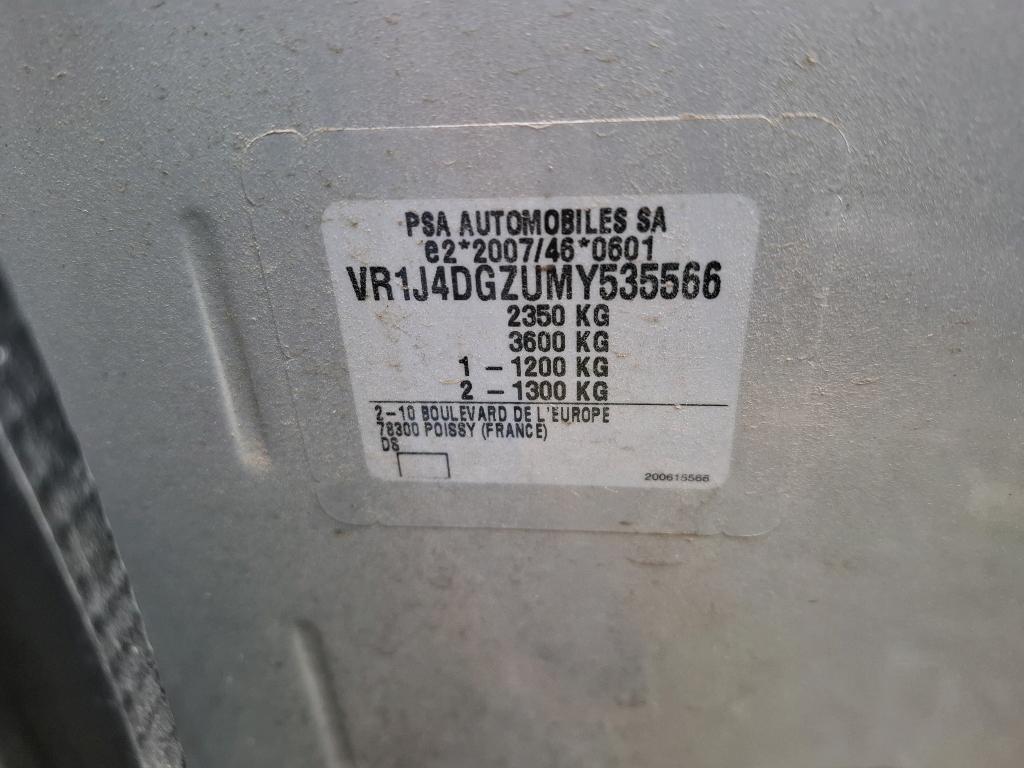 PSA AUTOMOBILES SA
e2*2007/46*0601
VR1J4DGZUMY535566
2350 KG
3600 KG
1 - 1200 KG
2 - 1300 KG
2-10 BOULEVARD DE L'EUROPE
78300 POISSY (FRANCE)
DS
200615566